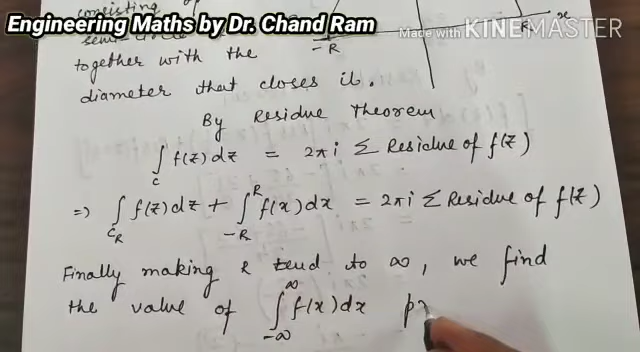 consisting
Engineering Maths by Dr. Chand Ram
Made with KINEMASTER
-R R x
together with the
diameter that closes it.
By Residue Theorem
∫_C f(z) dz = 2πi Σ Residue of f(z)
=> ∫_{C_R} f(z) dz + ∫_{-R}^{R} f(x) dx = 2πi Σ Residue of f(z)
Finally making R tend to ∞, we find
the value of ∫_{-∞}^{∞} f(x) dx